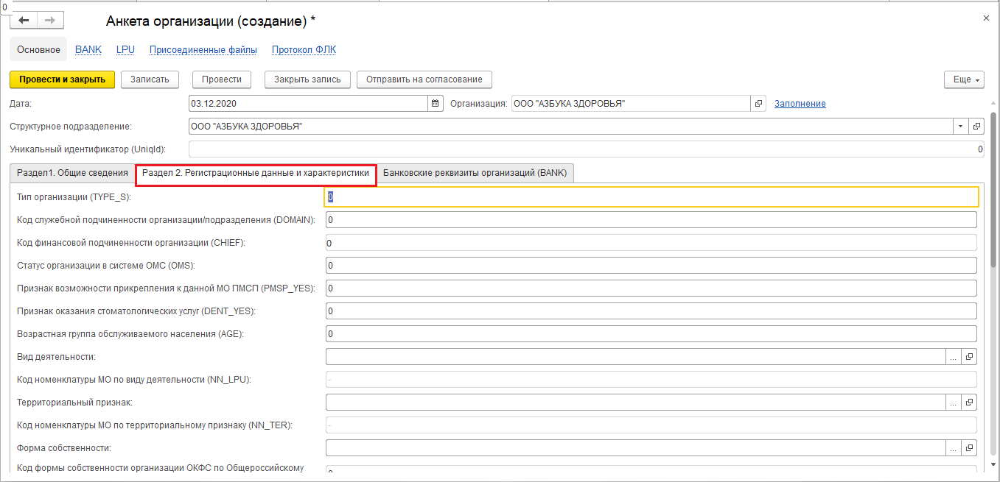 0
Анкета организации (создание) *
Основное BANK LPU Присоединенные файлы Протокол ФЛК
Провести и закрыть Записать Провести Закрыть запись Отправить на согласование Еще
Дата: 03.12.2020 Организация: ООО "АЗБУКА ЗДОРОВЬЯ" Заполнение
Структурное подразделение: ООО "АЗБУКА ЗДОРОВЬЯ"
Уникальный идентификатор (UniqId): 0
Раздел1. Общие сведения Раздел 2. Регистрационные данные и характеристики Банковские реквизиты организаций (BANK)
Тип организации (TYPE_S): 0
Код служебной подчиненности организации/подразделения (DOMAIN): 0
Код финансовой подчиненности организации (CHIEF): 0
Статус организации в системе ОМС (OMS): 0
Признак возможности прикрепления к данной МО ПМСП (PMSP_YES): 0
Признак оказания стоматологических услуг (DENT_YES): 0
Возрастная группа обслуживаемого населения (AGE): 0
Вид деятельности: ...
Код номенклатуры МО по виду деятельности (NN_LPU): -
Территориальный признак: ...
Код номенклатуры МО по территориальному признаку (NN_TER): -
Форма собственности: ...
Код формы собственности организации ОКФС по Общероссийскому 0